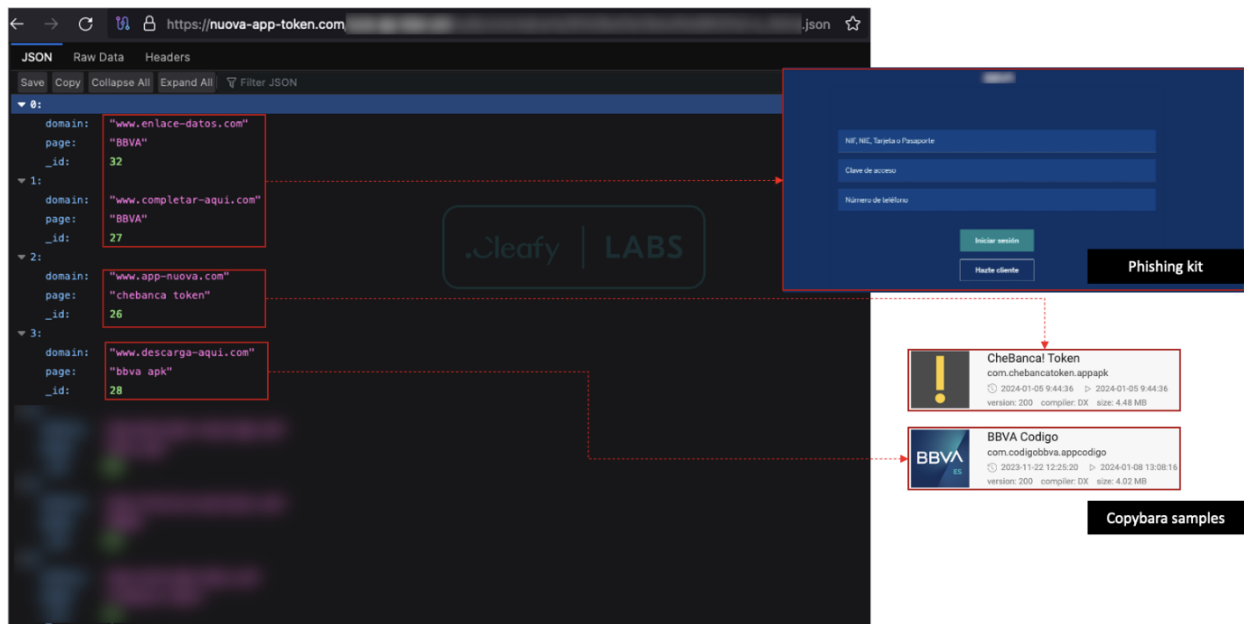 https://nuova-app-token.com/ .json
JSON Raw Data Headers
Save Copy Collapse All Expand All Filter JSON
0:
domain: "www.enlace-datos.com"
page: "BBVA"
_id: 32
1:
domain: "www.completar-aqui.com"
page: "BBVA"
_id: 27
2:
domain: "www.app-nuova.com"
page: "chebanca token"
_id: 26
3:
domain: "www.descarga-aqui.com"
page: "bbva apk"
_id: 28
.Cleafy | LABS
NIF, NIE, Tarjeta o Pasaporte
Clave de acceso
Número de teléfono
Iniciar sesión
Hazte cliente
Phishing kit
CheBanca! Token
com.chebancatoken.appapk
2024-01-05 9:44:36 2024-01-05 9:44:36
version: 200 compiler: DX size: 4.48 MB
BBVA
ES
BBVA Codigo
com.codigobbva.appcodigo
2023-11-22 12:25:20 2024-01-08 13:08:16
version: 200 compiler: DX size: 4.02 MB
Copybara samples